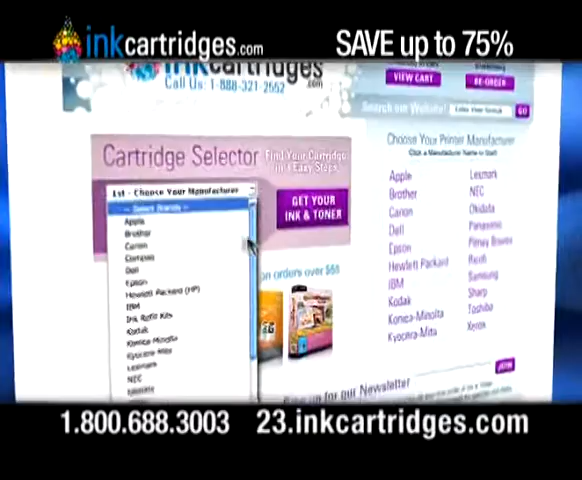 inkcartridges.com
SAVE up to 75%
inkcartridges.com
Call Us: 1-888-321-2552
VIEW CART
RE-ORDER
Search our Website!
GO
Cartridge Selector
Find Your Cartridge
in 3 Easy Steps
1st - Choose Your Manufacturer
-- Select Brands --
Apple
Brother
Canon
Compaq
Dell
Epson
Hewlett Packard (HP)
IBM
Ink Refill Kits
Kodak
Konica-Minolta
Kyocera Mita
Lexmark
NEC
GET YOUR
INK & TONER
on orders over $55
Choose Your Printer Manufacturer
Click a Manufacturer Name to Start
Apple
Brother
Canon
Dell
Epson
Hewlett Packard
IBM
Kodak
Konica-Minolta
Kyocera-Mita
Lexmark
NEC
Okidata
Panasonic
Pitney Bowes
Ricoh
Samsung
Sharp
Toshiba
Xerox
for our Newsletter
JOIN
1.800.688.3003
23.inkcartridges.com